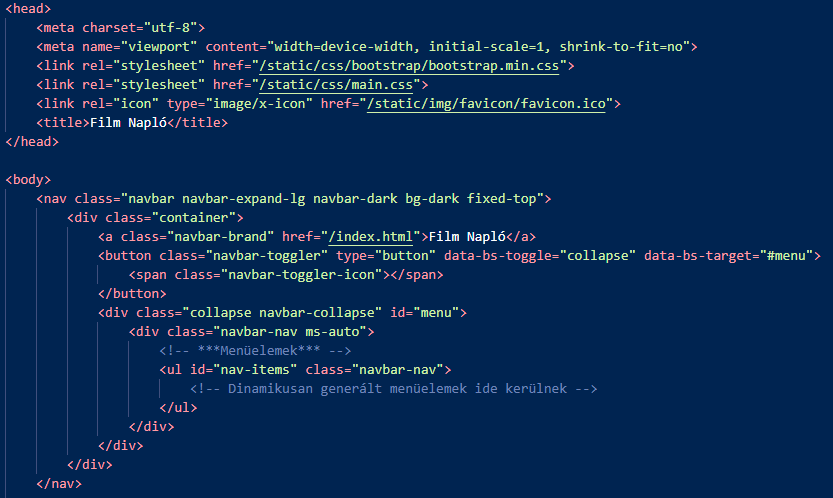 <head>
    <meta charset="utf-8">
    <meta name="viewport" content="width=device-width, initial-scale=1, shrink-to-fit=no">
    <link rel="stylesheet" href="/static/css/bootstrap/bootstrap.min.css">
    <link rel="stylesheet" href="/static/css/main.css">
    <link rel="icon" type="image/x-icon" href="/static/img/favicon/favicon.ico">
    <title>Film Napló</title>
</head>

<body>
    <nav class="navbar navbar-expand-lg navbar-dark bg-dark fixed-top">
        <div class="container">
            <a class="navbar-brand" href="/index.html">Film Napló</a>
            <button class="navbar-toggler" type="button" data-bs-toggle="collapse" data-bs-target="#menu">
                <span class="navbar-toggler-icon"></span>
            </button>
            <div class="collapse navbar-collapse" id="menu">
                <div class="navbar-nav ms-auto">
                    <!-- ***Menüelemek*** -->
                    <ul id="nav-items" class="navbar-nav">
                        <!-- Dinamikusan generált menüelemek ide kerülnek -->
                    </ul>
                </div>
            </div>
        </div>
    </nav>